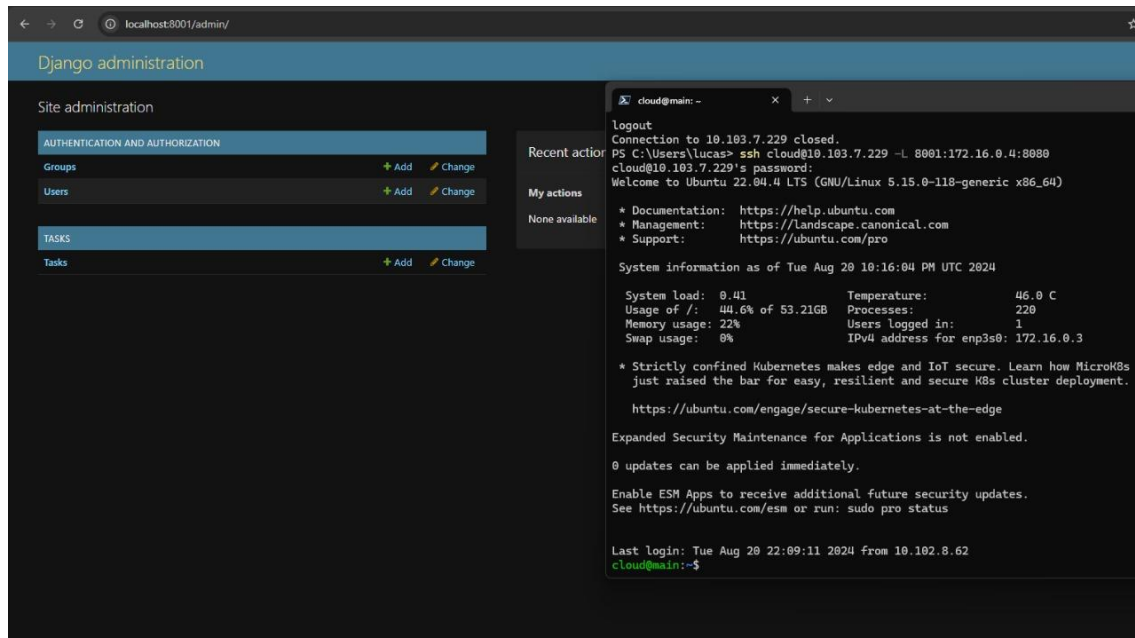 localhost:8001/admin/
Django administration
Site administration
AUTHENTICATION AND AUTHORIZATION
Groups + Add Change
Users + Add Change
TASKS
Tasks + Add Change
Recent action
My actions
None available
cloud@main: ~ × +
logout
Connection to 10.103.7.229 closed.
PS C:\Users\lucas> ssh cloud@10.103.7.229 -L 8001:172.16.0.4:8080
cloud@10.103.7.229's password:
Welcome to Ubuntu 22.04.4 LTS (GNU/Linux 5.15.0-118-generic x86_64)
* Documentation: https://help.ubuntu.com
* Management: https://landscape.canonical.com
* Support: https://ubuntu.com/pro
System information as of Tue Aug 20 10:16:04 PM UTC 2024
System load: 0.41 Temperature: 46.0 C
Usage of /: 44.6% of 53.21GB Processes: 220
Memory usage: 22% Users logged in: 1
Swap usage: 0% IPv4 address for enp3s0: 172.16.0.3
* Strictly confined Kubernetes makes edge and IoT secure. Learn how MicroK8s
just raised the bar for easy, resilient and secure K8s cluster deployment.
https://ubuntu.com/engage/secure-kubernetes-at-the-edge
Expanded Security Maintenance for Applications is not enabled.
0 updates can be applied immediately.
Enable ESM Apps to receive additional future security updates.
See https://ubuntu.com/esm or run: sudo pro status
Last login: Tue Aug 20 22:09:11 2024 from 10.102.8.62
cloud@main:~$